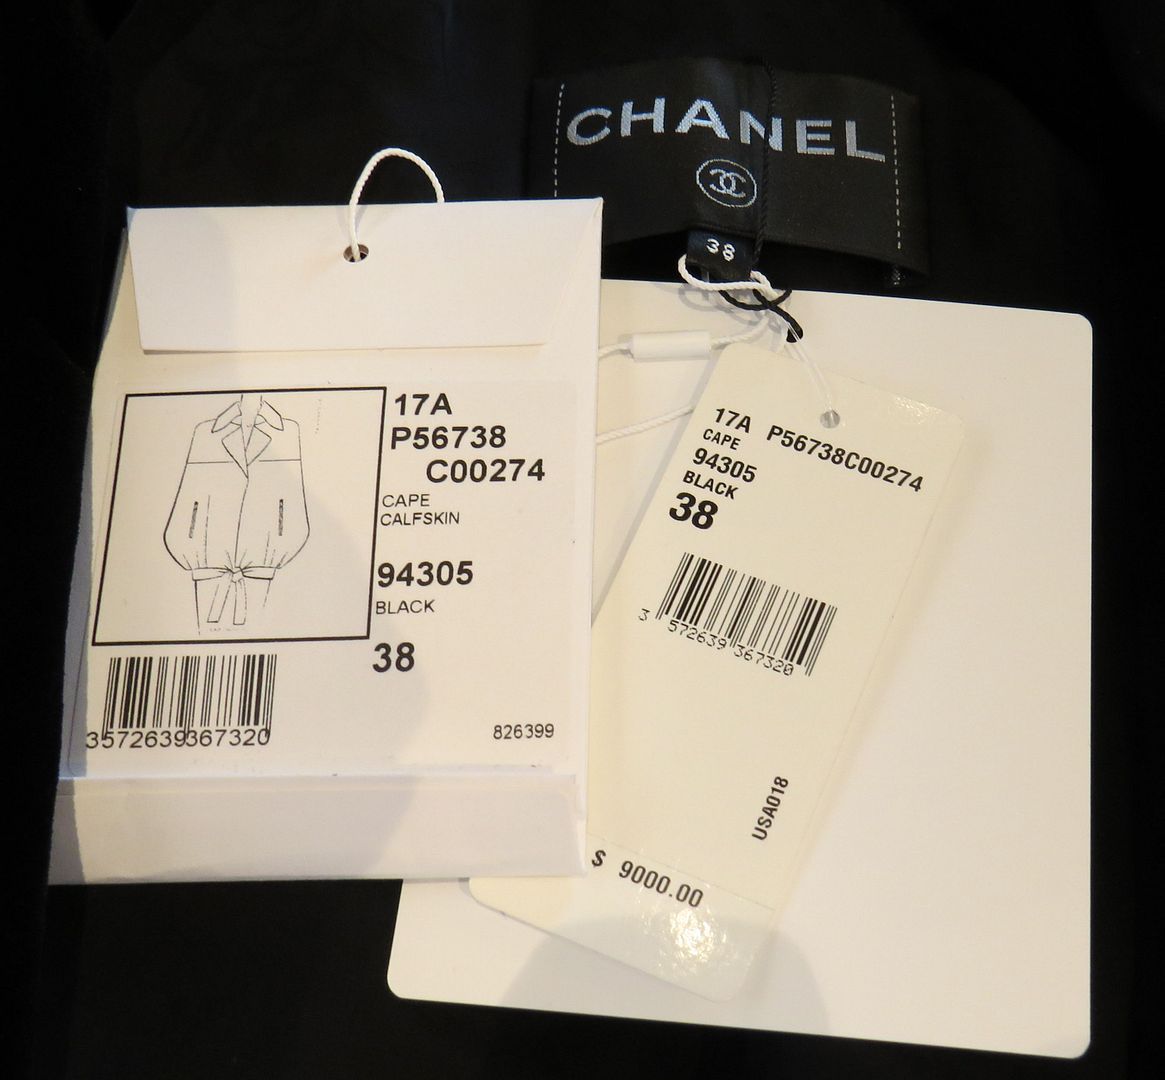 CHANEL
38
17A
P56738
C00274
CAPE
CALFSKIN
94305
BLACK
38
3572639367320
826399
17A P56738C00274
CAPE
94305
BLACK
38
3 572639 367320
USA018
$ 9000.00